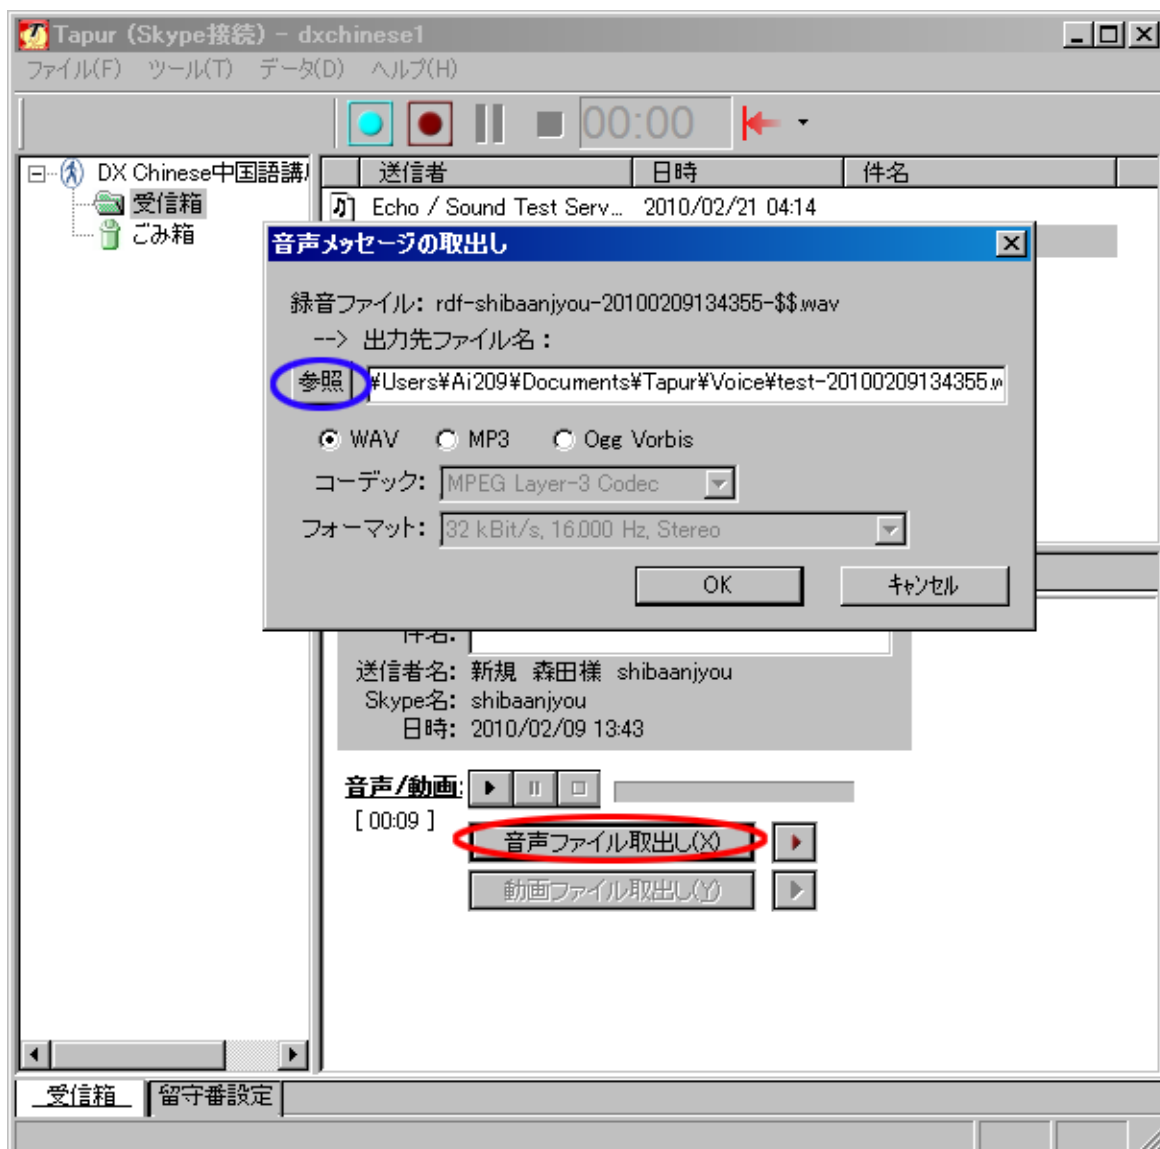 Tapur (Skype接続) - dxchinese1
ファイル(F) ツール(T) データ(D) ヘルプ(H)
00:00
DX Chinese中国語講
受信箱
ごみ箱
送信者 日時 件名
Echo / Sound Test Serv... 2010/02/21 04:14
音声メッセージの取出し
録音ファイル: rdf-shibaanjyou-20100209134355-$$.wav
--> 出力先ファイル名:
参照 ¥Users¥Ai209¥Documents¥Tapur¥Voice¥test-20100209134355.w
WAV MP3 Ogg Vorbis
コーデック: MPEG Layer-3 Codec
フォーマット: 32 kBit/s, 16.000 Hz, Stereo
OK キャンセル
件名:
送信者名: 新規 森田様 shibaanjyou
Skype名: shibaanjyou
日時: 2010/02/09 13:43
音声/動画:
[ 00:09 ]
音声ファイル取出し(X)
動画ファイル取出し(Y)
受信箱 留守番設定